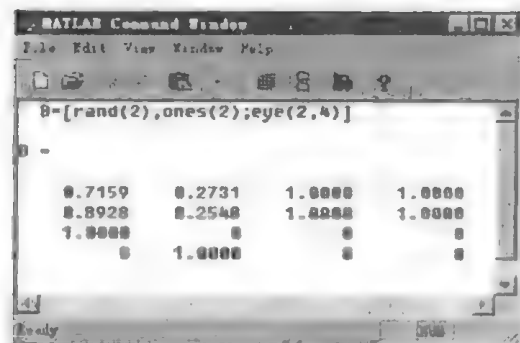 MATLAB Command Window
File Edit View Window Help
B=[rand(2),ones(2);eye(2,4)]
B =
0.7159 0.2731 1.0000 1.0000
0.8928 0.2548 1.0000 1.0000
1.0000 0 0 0
0 1.0000 0 0
Ready NUM